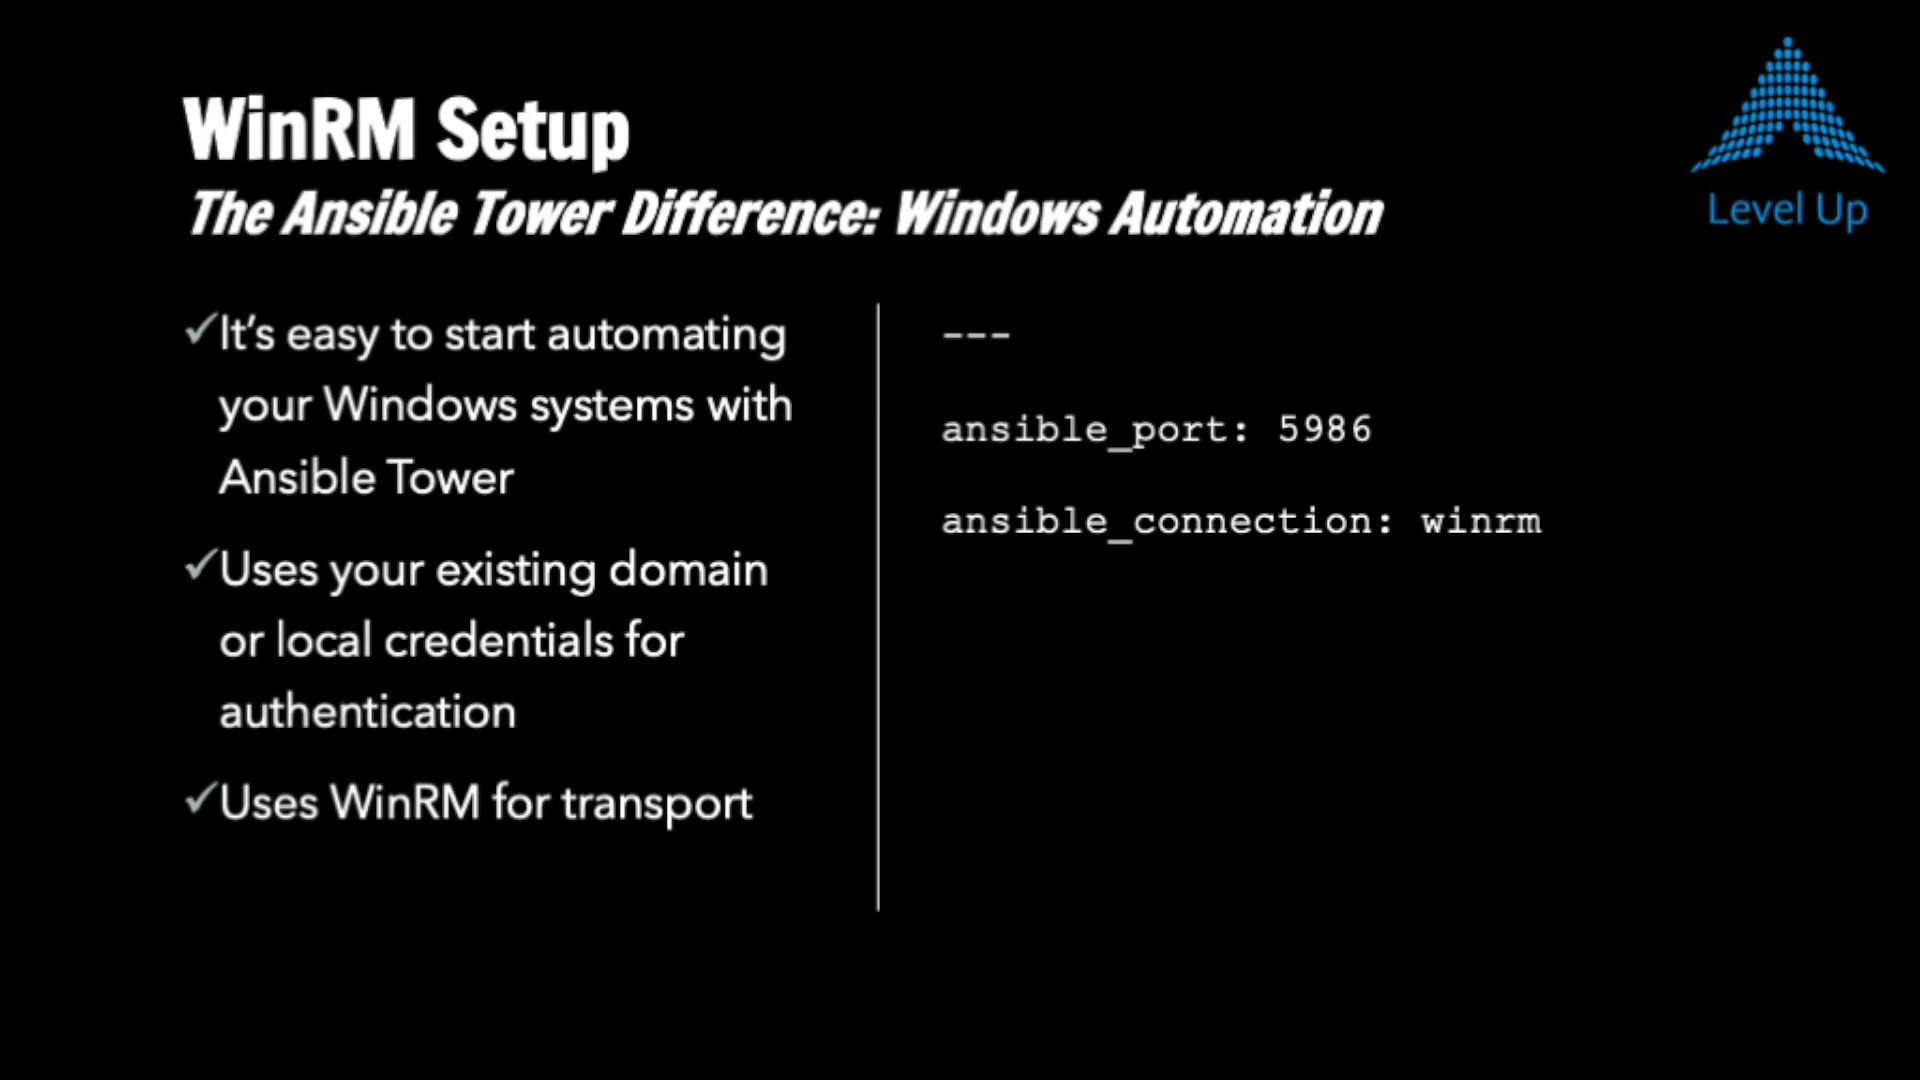 WinRM Setup
The Ansible Tower Difference: Windows Automation
Level Up
✓It's easy to start automating
your Windows systems with
Ansible Tower
✓Uses your existing domain
or local credentials for
authentication
✓Uses WinRM for transport
---
ansible_port: 5986
ansible_connection: winrm